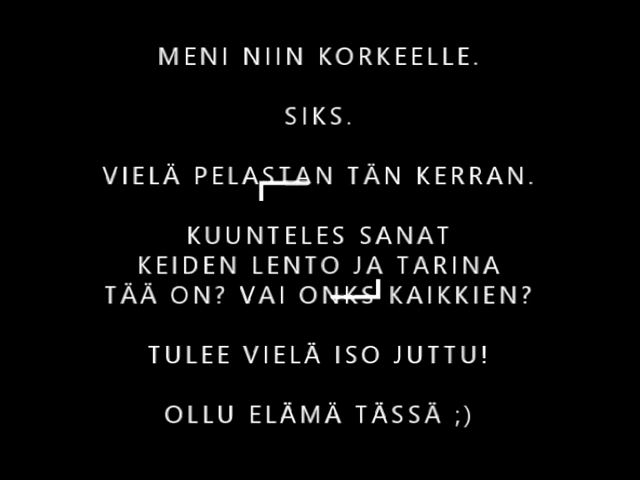 MENI NIIN KORKEELLE.
SIKS.
VIELÄ PELASTAN TÄN KERRAN.
KUUNTELES SANAT
KEIDEN LENTO JA TARINA
TÄÄ ON? VAI ONKS KAIKKIEN?
TULEE VIELÄ ISO JUTTU!
OLLU ELÄMÄ TÄSSÄ ;)